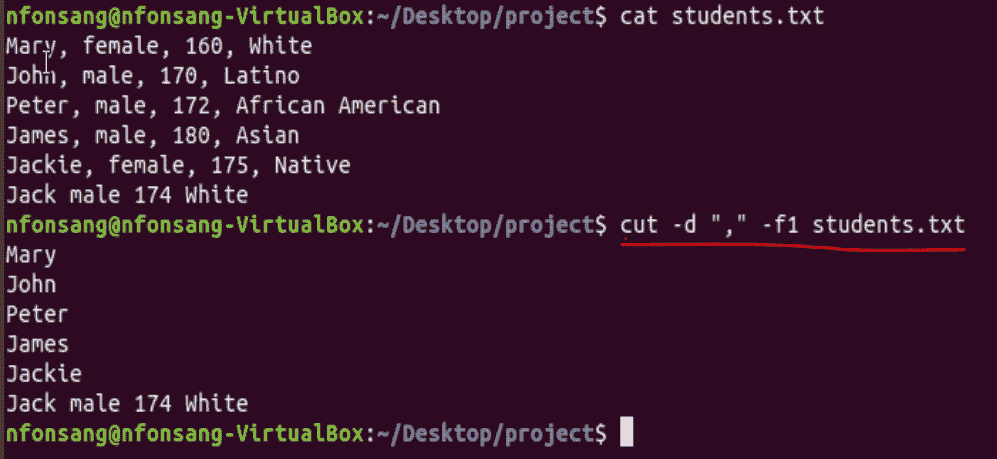 nfonsang@nfonsang-VirtualBox:~/Desktop/project$ cat students.txt
Mary, female, 160, White
John, male, 170, Latino
Peter, male, 172, African American
James, male, 180, Asian
Jackie, female, 175, Native
Jack male 174 White
nfonsang@nfonsang-VirtualBox:~/Desktop/project$ cut -d "," -f1 students.txt
Mary
John
Peter
James
Jackie
Jack male 174 White
nfonsang@nfonsang-VirtualBox:~/Desktop/project$